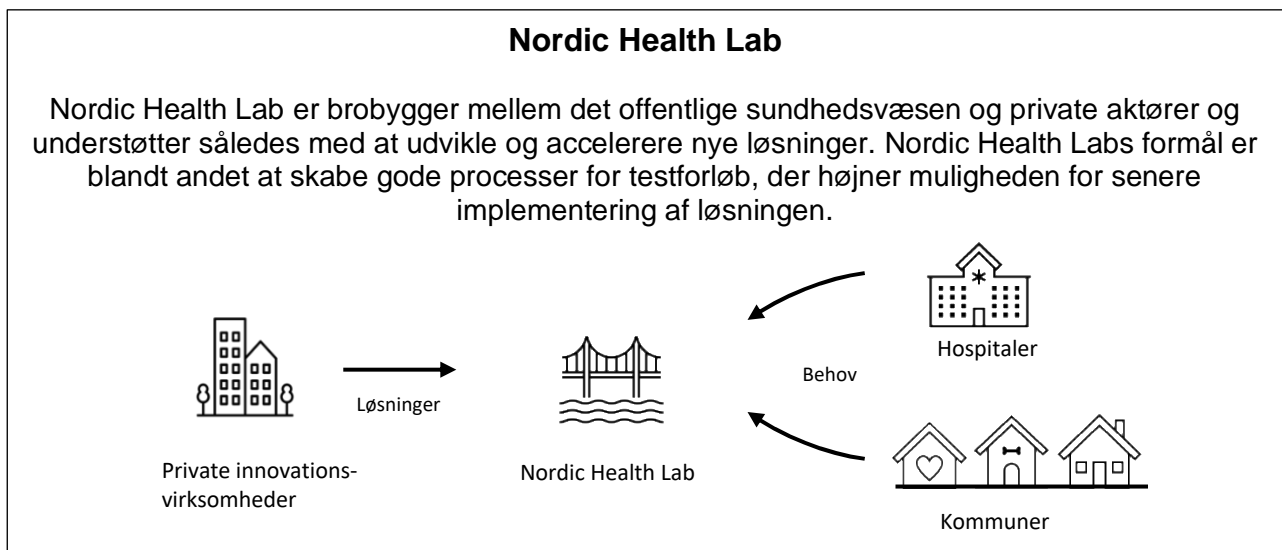 Nordic Health Lab
Nordic Health Lab er brobygger mellem det offentlige sundhedsvæsen og private aktører og
understøtter således med at udvikle og accelerere nye løsninger. Nordic Health Labs formål er
blandt andet at skabe gode processer for testforløb, der højner muligheden for senere
implementering af løsningen.
Løsninger
Behov
Hospitaler
Private innovations-
virksomheder
Nordic Health Lab
Kommuner